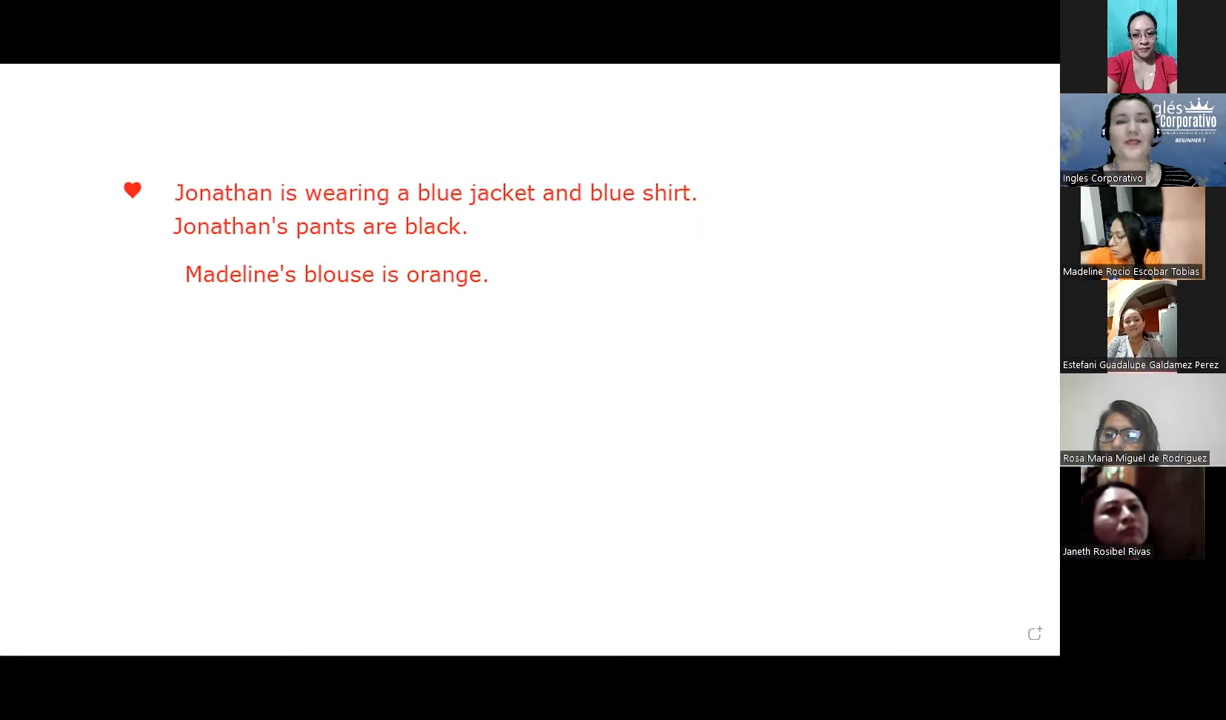 Jonathan is wearing a blue jacket and blue shirt.
Jonathan's pants are black.
Madeline's blouse is orange.
glés
Corporativo
BEGINNER 1
Ingles Corporativo
Madeline Rocio Escobar Tobias
Estefani Guadalupe Galdamez Perez
Rosa Maria Miguel de Rodriguez
Janeth Rosibel Rivas